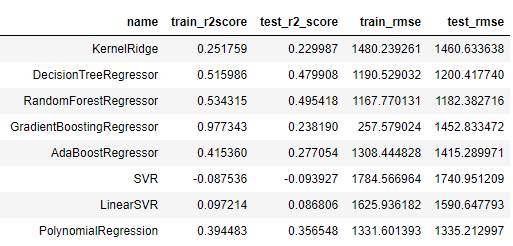 name train_r2score test_r2_score train_rmse test_rmse
KernelRidge 0.251759 0.229987 1480.239261 1460.633638
DecisionTreeRegressor 0.515986 0.479908 1190.529032 1200.417740
RandomForestRegressor 0.534315 0.495418 1167.770131 1182.382716
GradientBoostingRegressor 0.977343 0.238190 257.579024 1452.833472
AdaBoostRegressor 0.415360 0.277054 1308.444828 1415.289971
SVR -0.087536 -0.093927 1784.566964 1740.951209
LinearSVR 0.097214 0.086806 1625.936182 1590.647793
PolynomialRegression 0.394483 0.356548 1331.601393 1335.212997